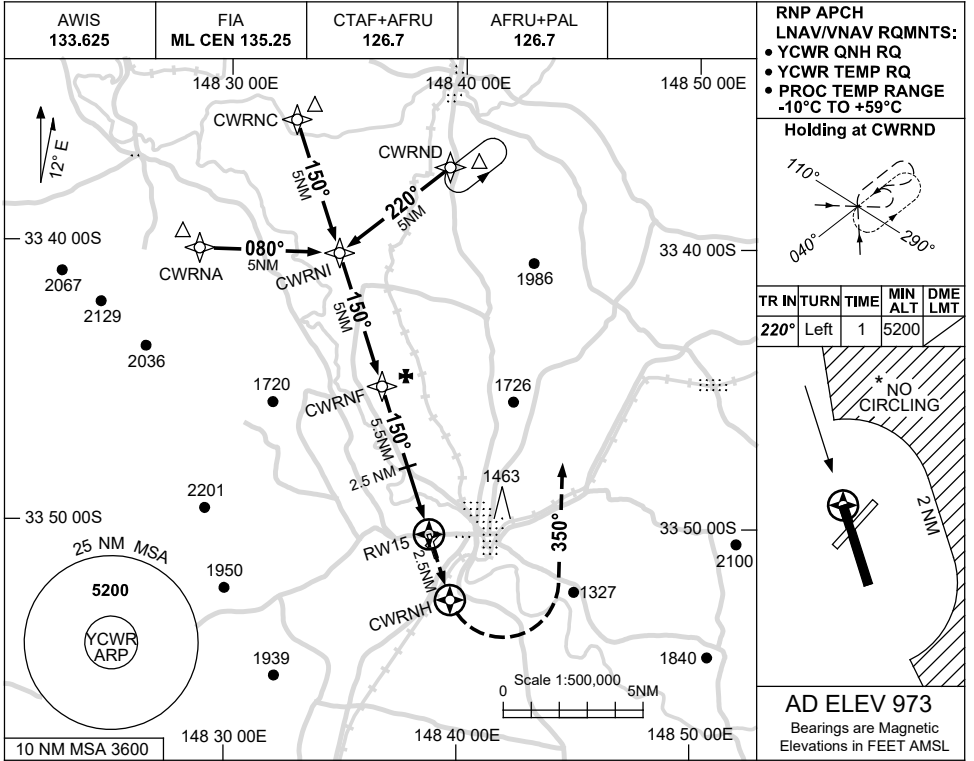 AWIS
133.625
FIA
ML CEN 135.25
CTAF+AFRU
126.7
AFRU+PAL
126.7
RNP APCH
LNAV/VNAV RQMNTS:
• YCWR QNH RQ
• YCWR TEMP RQ
• PROC TEMP RANGE
-10°C TO +59°C
148 30 00E
148 40 00E
148 50 00E
12° E
CWRNC
CWRND
150°
5NM
220°
5NM
33 40 00S
33 40 00S
080°
5NM
CWRNA
CWRNI
2067
2129
2036
1986
150°
5NM
1720
CWRNF
1726
150°
5.5NM
2.5 NM
1463
2201
33 50 00S
33 50 00S
RW15
2.5NM
350°
2100
25 NM MSA
5200
YCWR
ARP
1950
CWRNH
1327
1939
1840
Scale 1:500,000
0
5NM
10 NM MSA 3600
148 30 00E
148 40 00E
148 50 00E
Holding at CWRND
110°
040°
290°
TR IN
TURN
TIME
MIN
ALT
DME
LMT
220°
Left
1
5200
* NO
CIRCLING
2 NM
AD ELEV 973
Bearings are Magnetic
Elevations in FEET AMSL